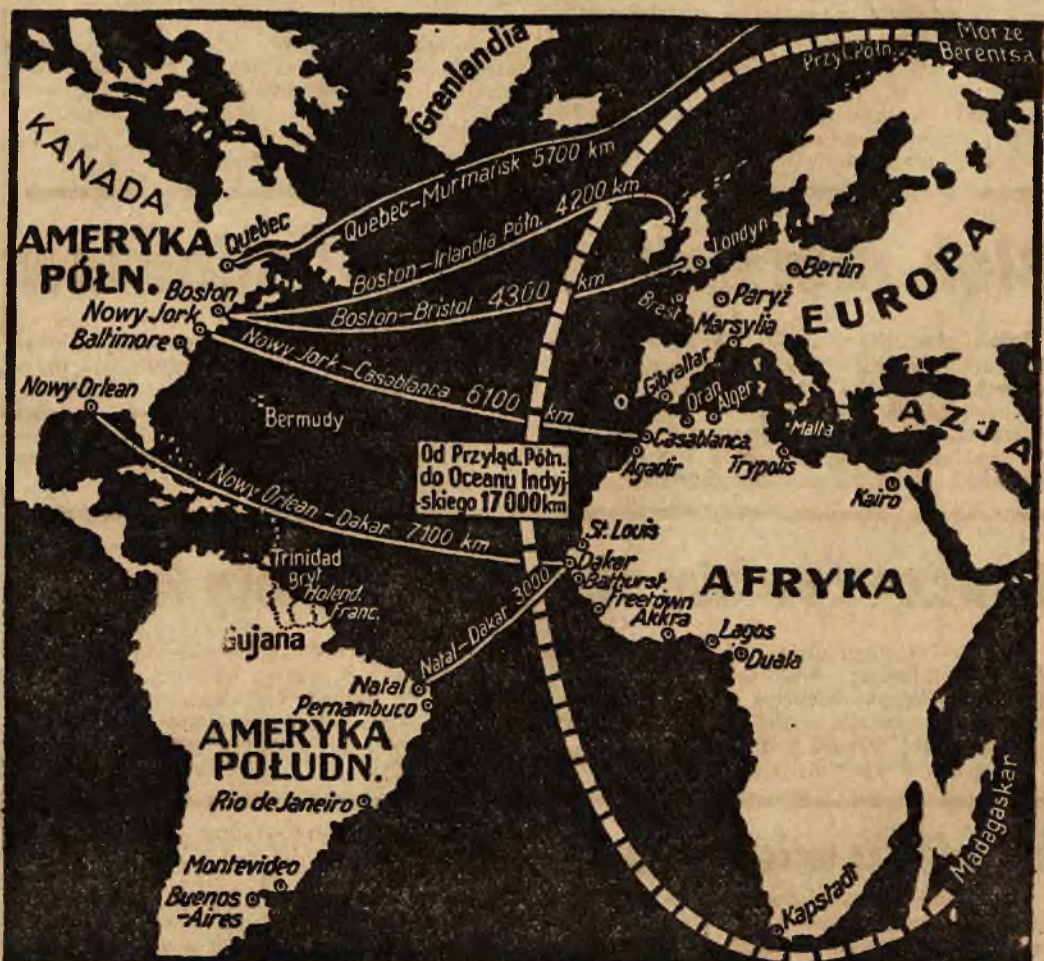 Morze
Berentsa
Przyl. Półn.
Grenlandia
KANADA
Quebec-Murmańsk 5700 km
Boston-Irlandia Półn. 4200 km
AMERYKA
PÓŁN.
Quebec
Londyn
Boston
Boston-Bristol 4300 km
Berlin
Brest
Paryż
EUROPA
Nowy Jork
Marsylia
Baltimore
Nowy Jork-Casablanca 6100 km
Gibraltar
Oran
Alger
Nowy Orlean
Bermudy
Malta
AZJA
Casablanca
Agadir
Trypolis
Od Przyląd. Półn.
do Oceanu Indyj-
skiego 17000 km
Kairo
Nowy Orlean-Dakar 7100 km
St. Louis
Trinidad
Dakar
Bryt.
Bathurst
AFRYKA
Holend.
Franc.
Freetown
Akkra
Lagos
Gujana
Duala
Natal-Dakar 3000
Natal
Pernambuco
AMERYKA
POŁUDN.
Rio de Janeiro
Madagaskar
Montevideo
Buenos
-Aires
Kapstadt